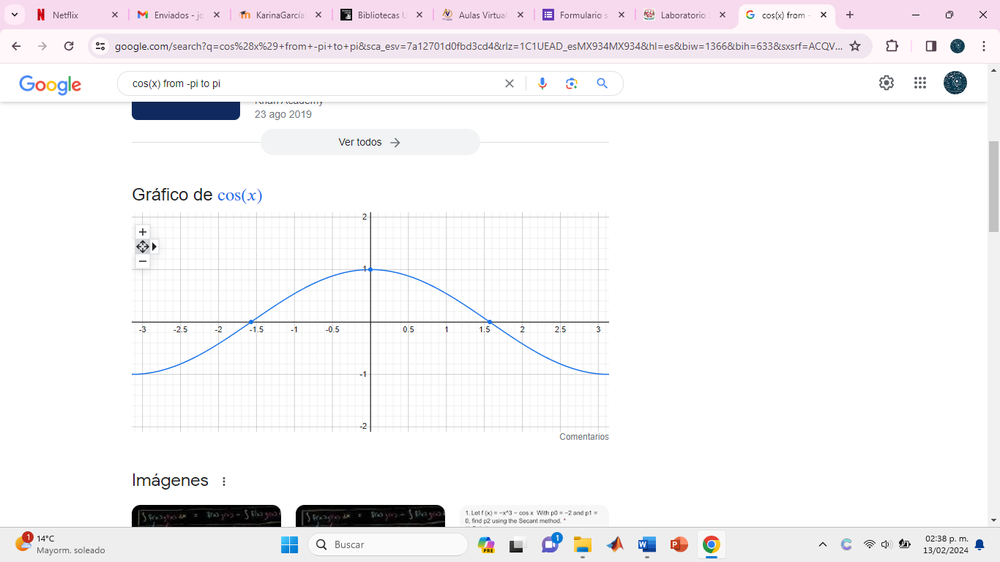 Netflix
Enviados - jo
KarinaGarcía
Bibliotecas U
Aulas Virtual
Formulario s
Laboratorio
cos(x) from -
google.com/search?q=cos%28x%29+from+-pi+to+pi&sca_esv=7a12701d0fbd3cd4&rlz=1C1UEAD_esMX934MX934&hl=es&biw=1366&bih=633&sxsrf=ACQV...
Google
cos(x) from -pi to pi
Khan Academy
23 ago 2019
Ver todos
Gráfico de cos(x)
2
1
-3 -2.5 -2 -1.5 -1 -0.5 0.5 1 1.5 2 2.5 3
-1
-2
Comentarios
Imágenes
1. Let f (x) = −x^3 − cos x With p0 = −2 and p1 =
0, find p2 using the Secant method. *
1
14°C
Mayorm. soleado
Buscar
PRE
1
02:38 p. m.
13/02/2024